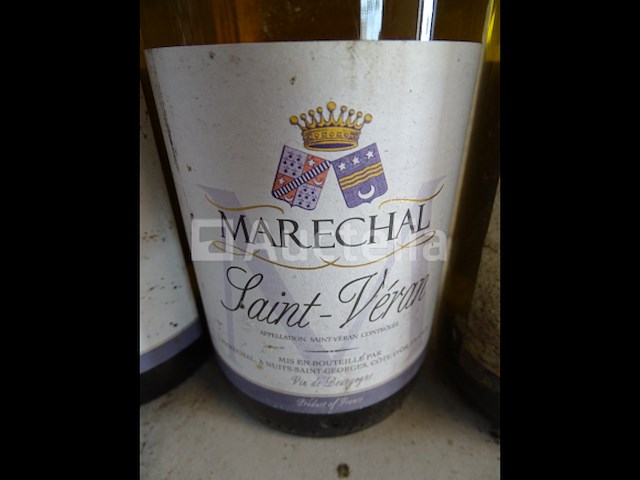 MARECHAL
Auctelia
Saint-Véran
APPELLATION SAINT-VÉRAN CONTRÔLÉE
MIS EN BOUTEILLE PAR
A NUITS-SAINT-GEORGES, CÔTE-D'OR
Vin de Bourgogne
Product of France